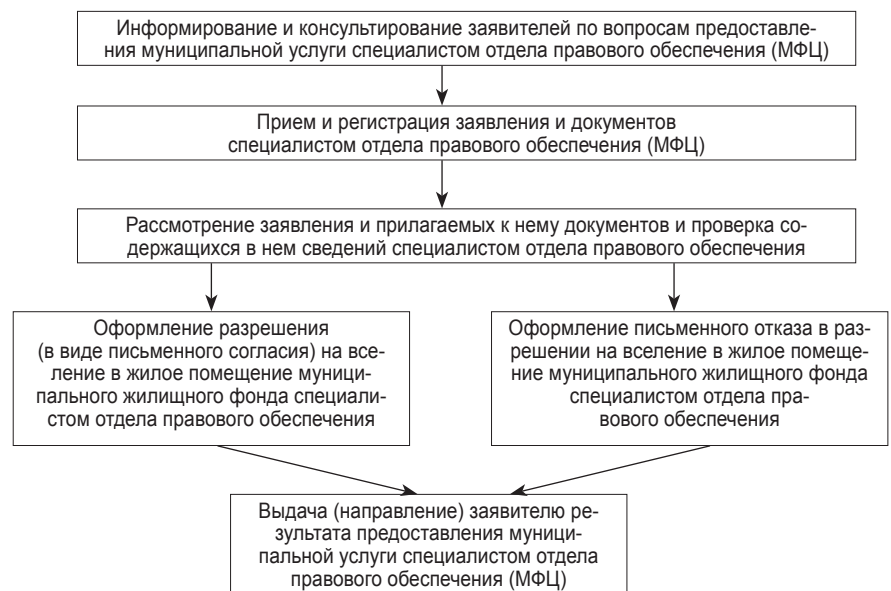 Информирование и консультирование заявителей по вопросам предоставле-
ния муниципальной услуги специалистом отдела правового обеспечения (МФЦ)
Прием и регистрация заявления и документов
специалистом отдела правового обеспечения (МФЦ)
Рассмотрение заявления и прилагаемых к нему документов и проверка со-
держащихся в нем сведений специалистом отдела правового обеспечения
Оформление разрешения
(в виде письменного согласия) на все-
ление в жилое помещение муници-
пального жилищного фонда специали-
стом отдела правового обеспечения
Оформление письменного отказа в раз-
решении на вселение в жилое помеще-
ние муниципального жилищного фонда
специалистом отдела пра-
вового обеспечения
Выдача (направление) заявителю ре-
зультата предоставления муници-
пальной услуги специалистом отдела
правового обеспечения (МФЦ)